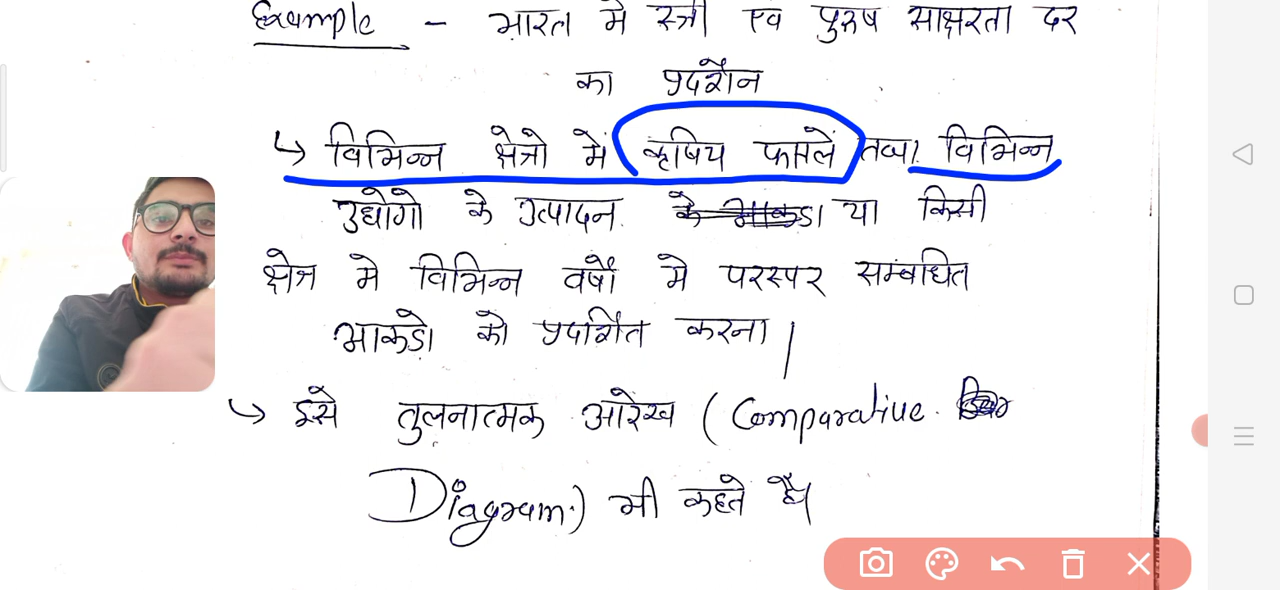 Example - भारत मे स्त्री एवं पुरुष साक्षरता दर
का प्रदर्शन
↳ विभिन्न क्षेत्रो में कृषिय फसलें तथा विभिन्न
उद्योगो के उत्पादन या किसी
क्षेत्र मे विभिन्न वर्षों मे परस्पर सम्बंधित
आकडो को प्रदर्शित करना |
↳ इसे तुलनात्मक आरेख ( Comparative
Diagram.) भी कहते है।